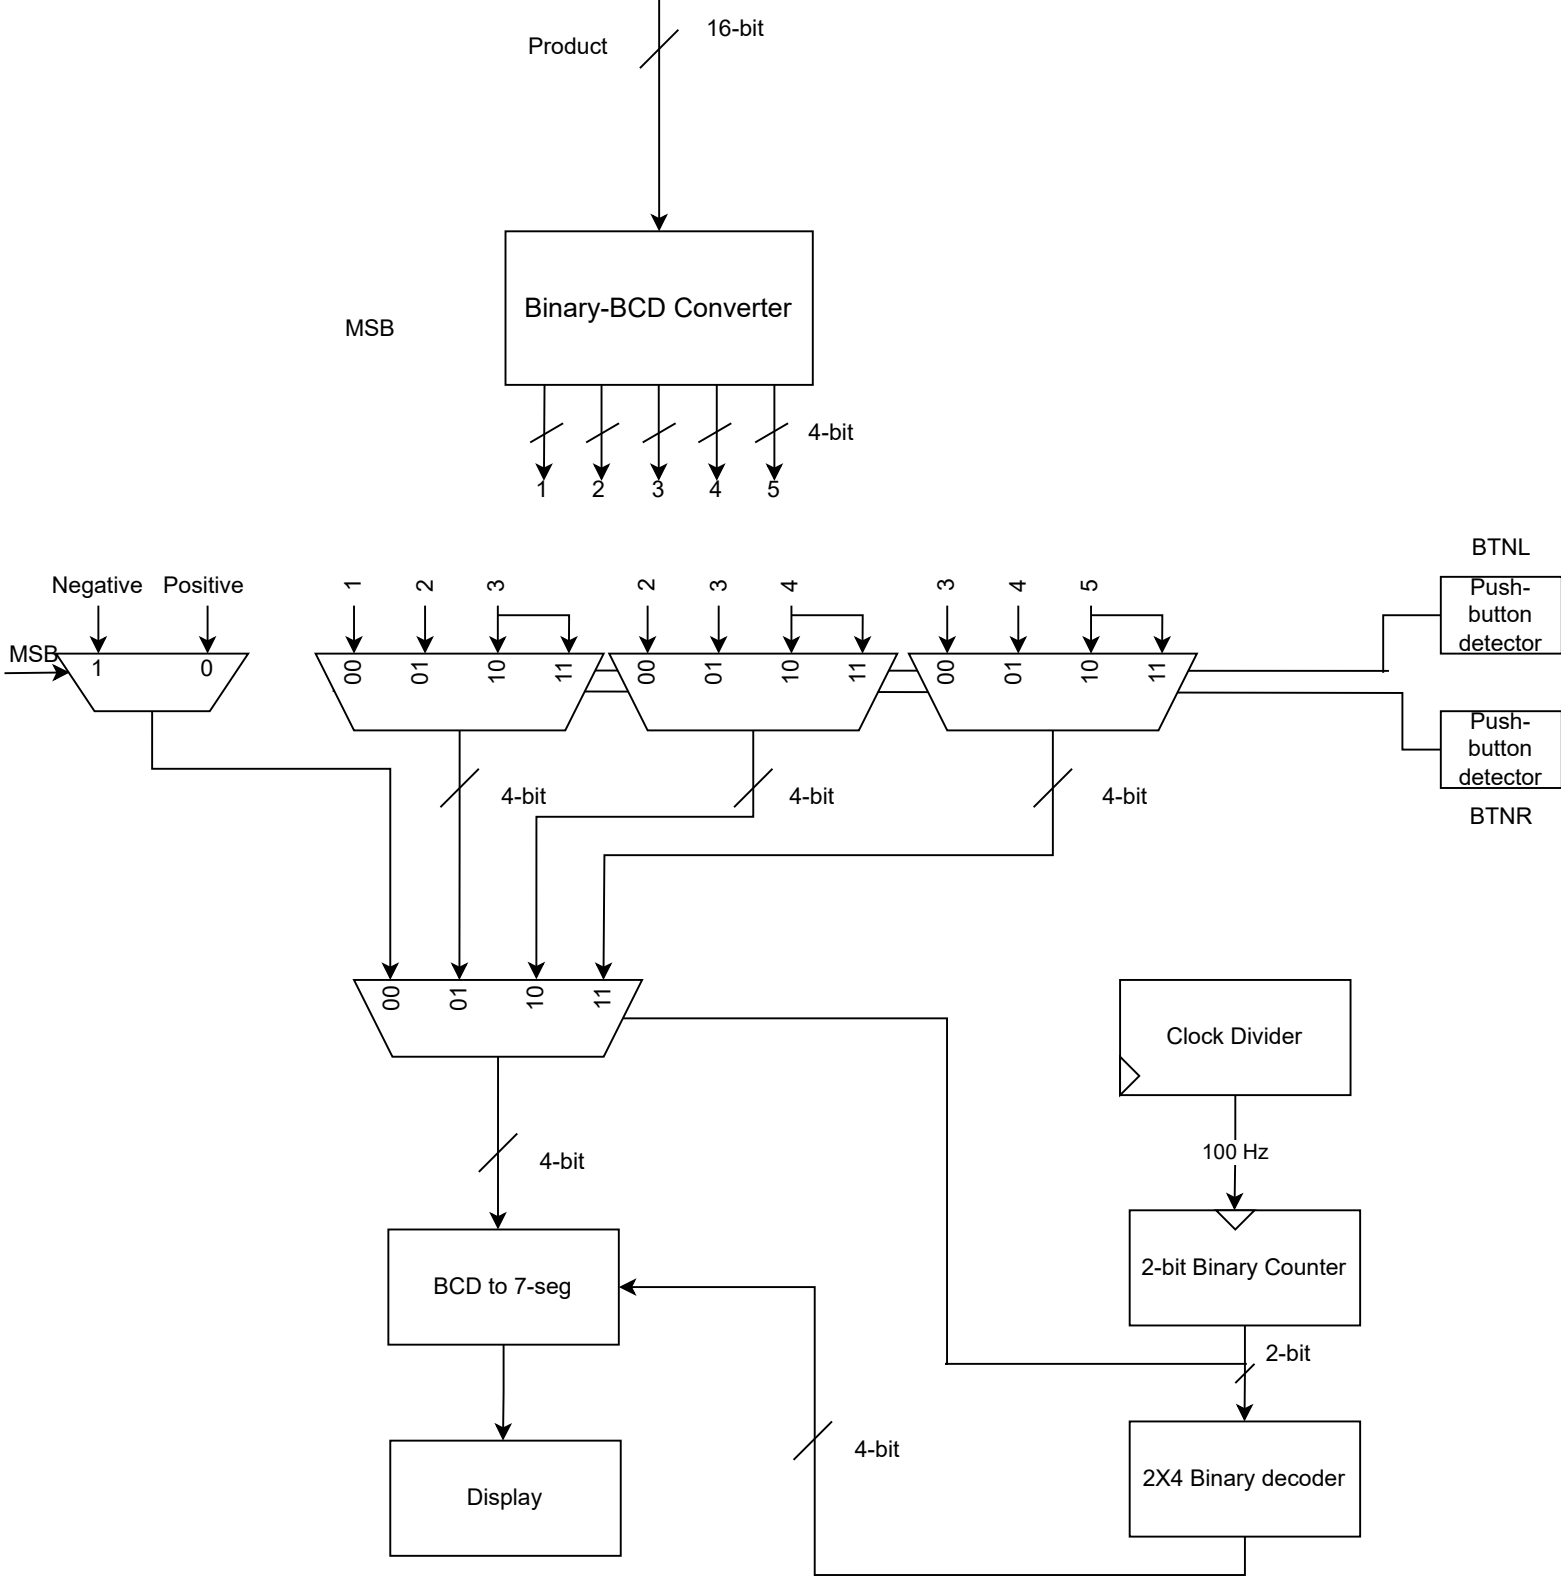 Product
16-bit
Binary-BCD Converter
MSB
4-bit
1 2 3 4 5
BTNL
Push-
button
detector
Negative Positive
1 2 3
2 3 4
3 4 5
MSB
1 0
00 01 10 11
00 01 10 11
00 01 10 11
Push-
button
detector
BTNR
4-bit
4-bit
4-bit
00 01 10 11
Clock Divider
100 Hz
4-bit
2-bit Binary Counter
BCD to 7-seg
2-bit
4-bit
2X4 Binary decoder
Display